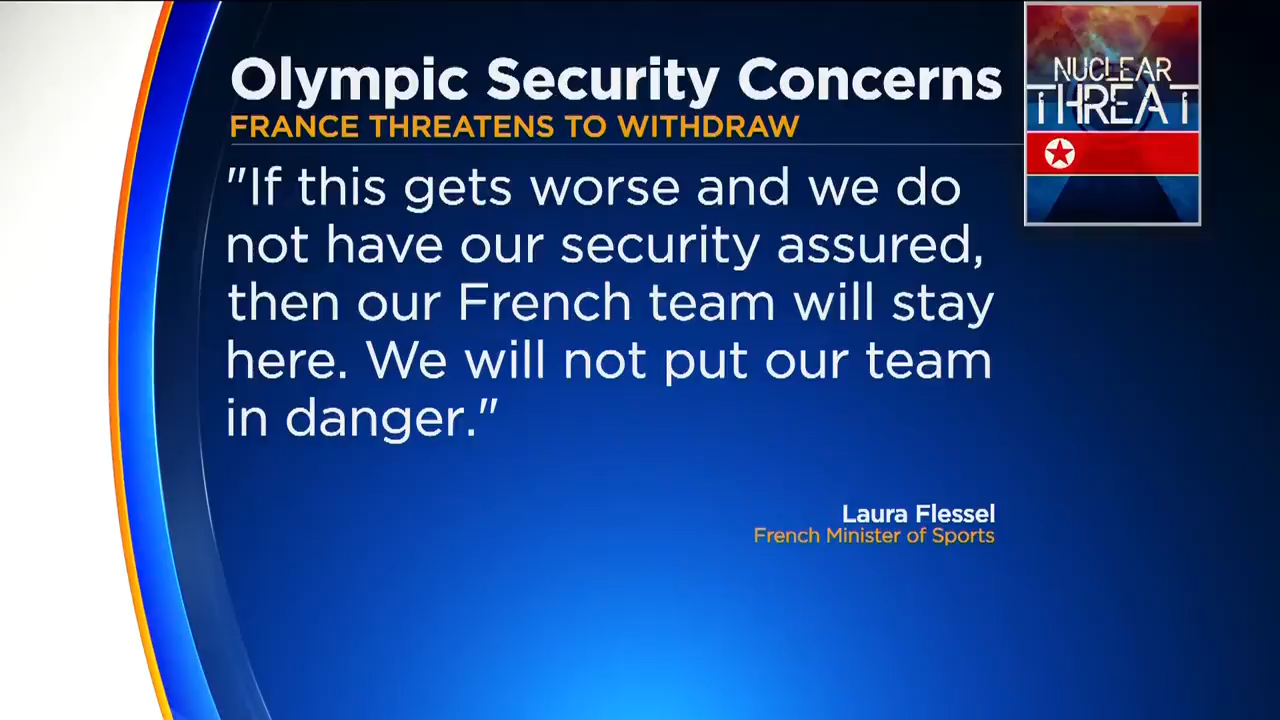 Olympic Security Concerns
FRANCE THREATENS TO WITHDRAW
NUCLEAR
THREAT
"If this gets worse and we do
not have our security assured,
then our French team will stay
here. We will not put our team
in danger."
Laura Flessel
French Minister of Sports